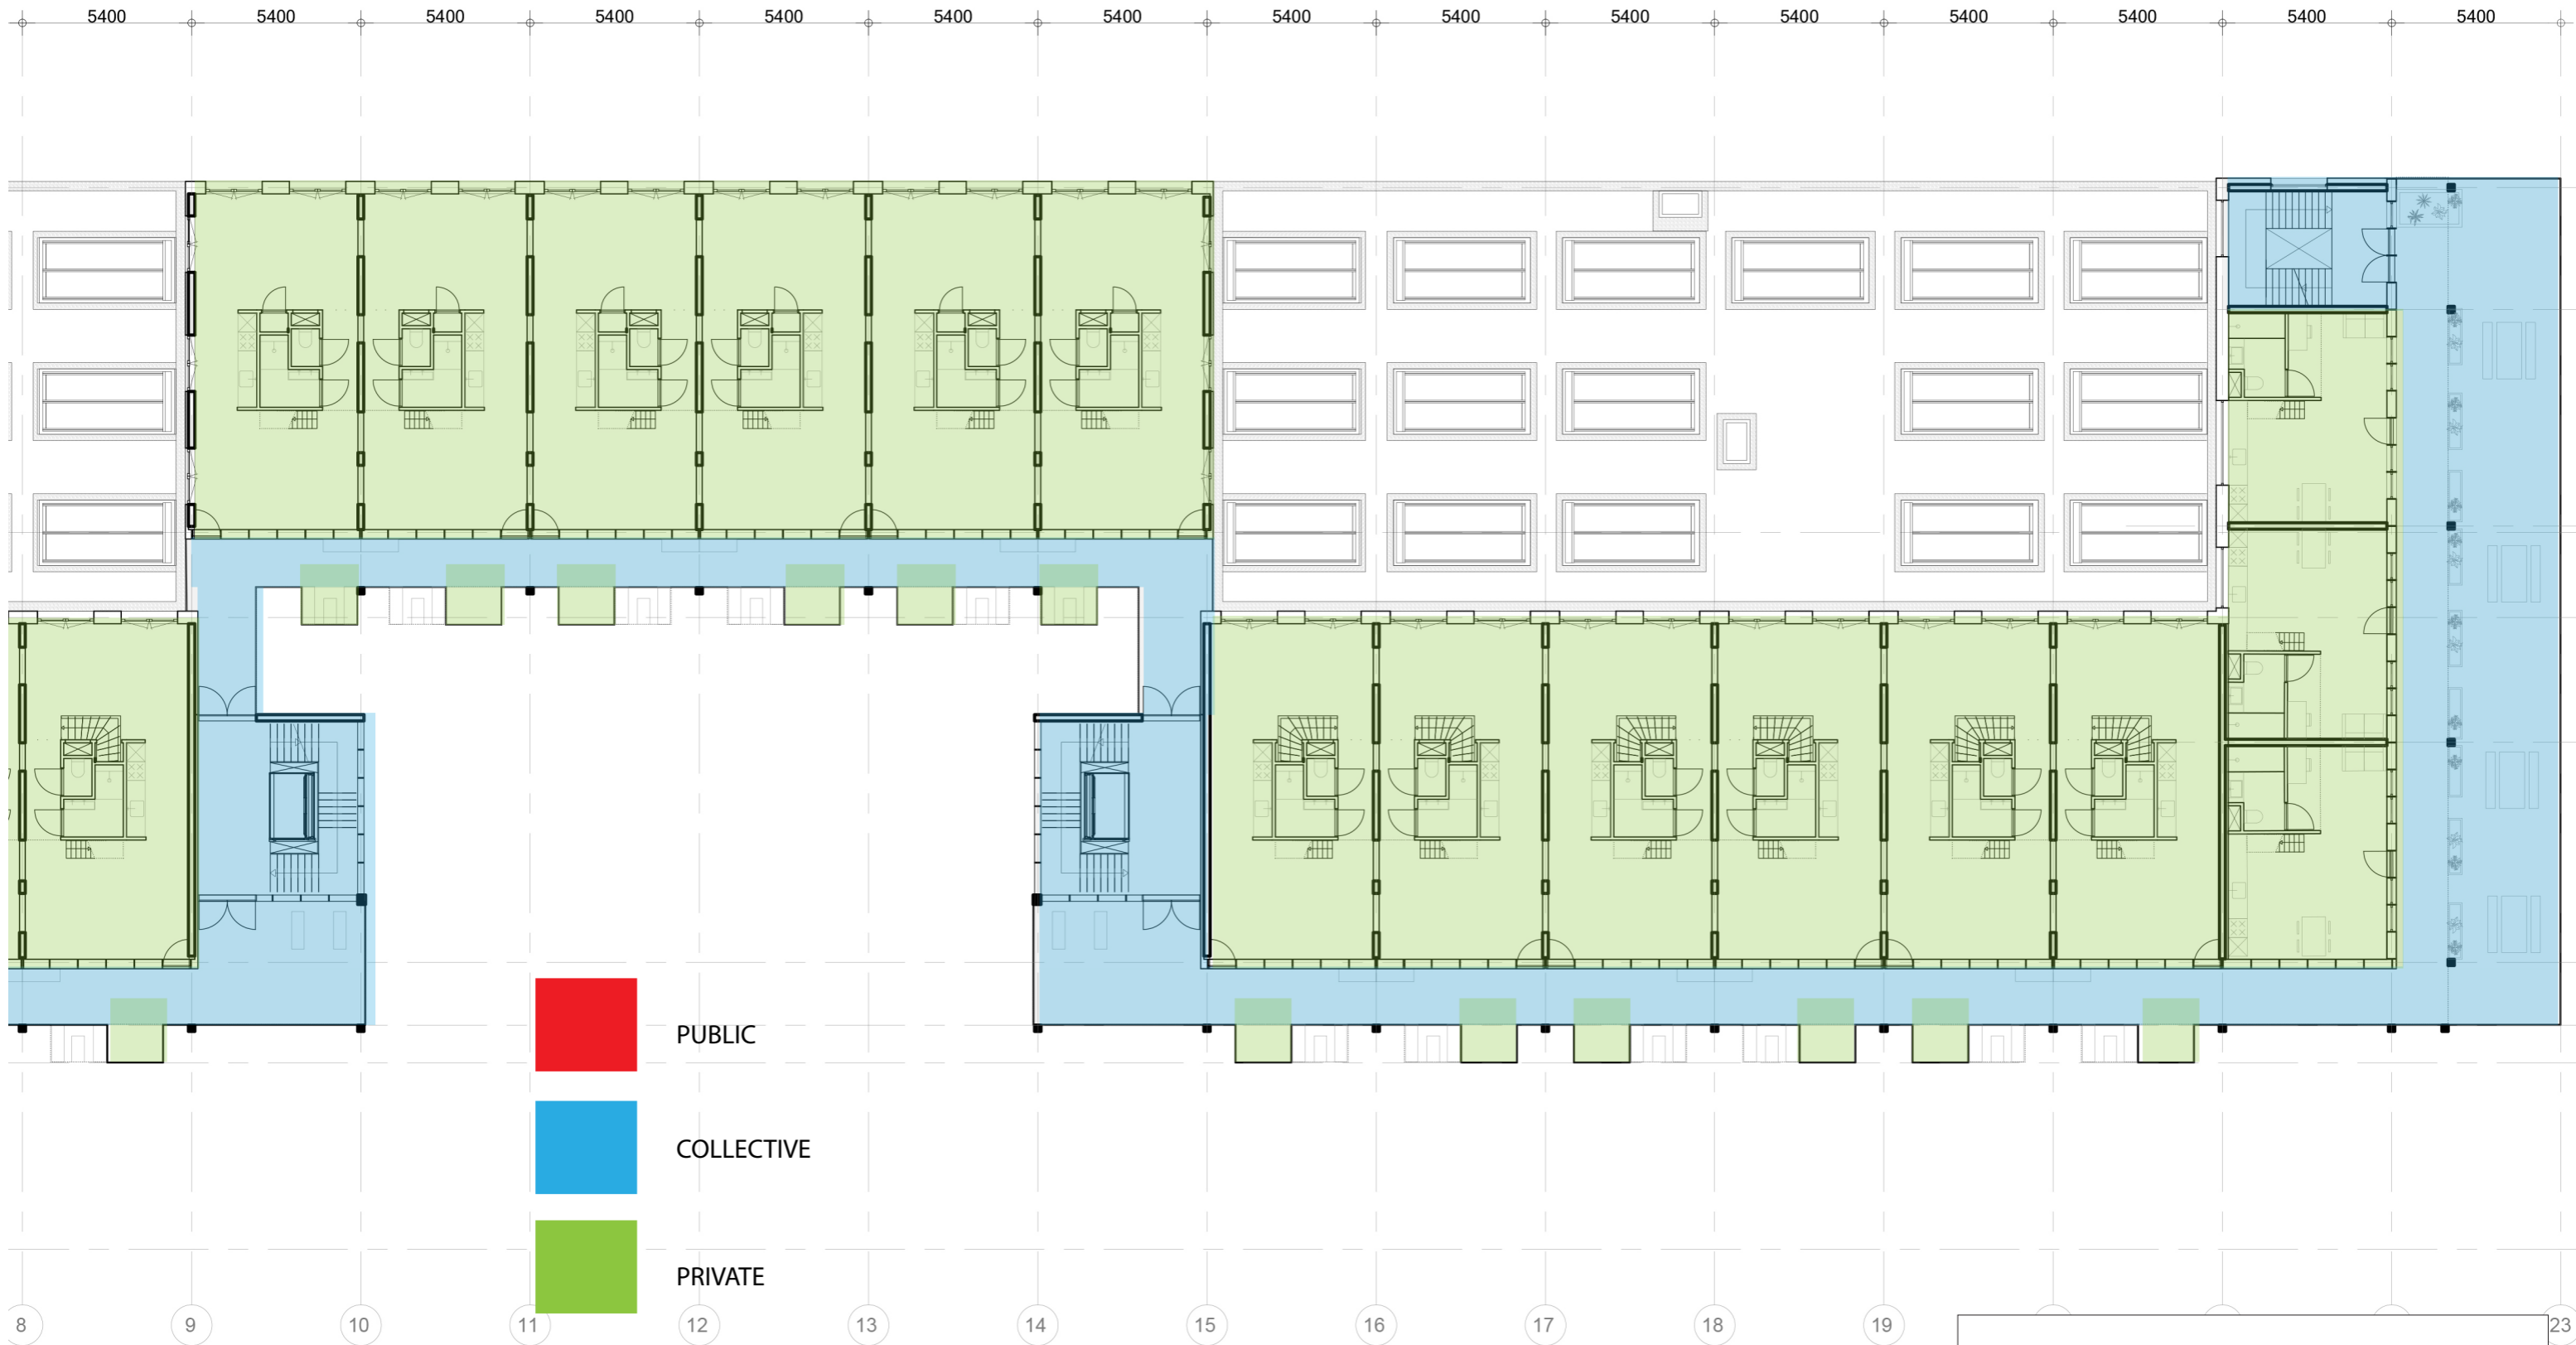 5400 5400 5400 5400 5400 5400 5400 5400 5400 5400 5400 5400 5400 5400 5400
PUBLIC
COLLECTIVE
PRIVATE
8 9 10 11 12 13 14 15 16 17 18 19 23